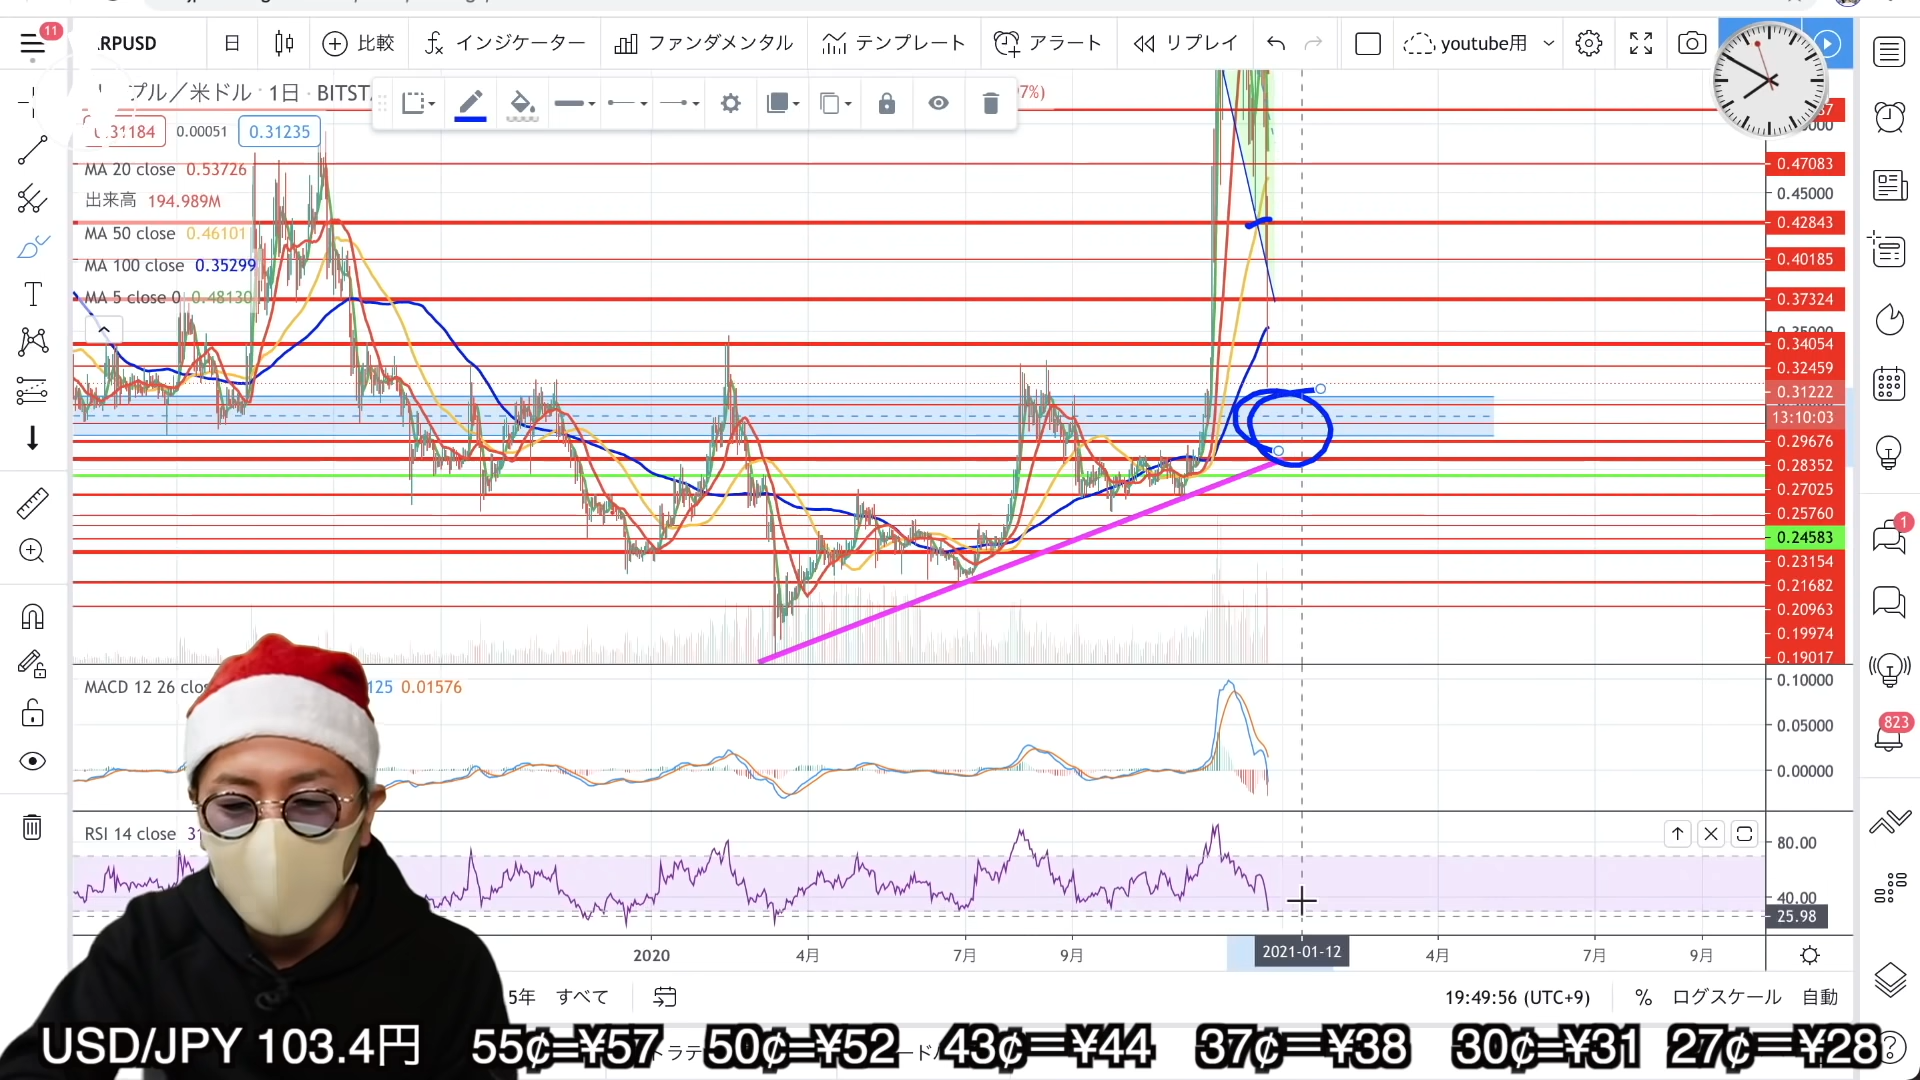 11
RPUSD
日
比較
インジケーター
ファンダメンタル
テンプレート
アラート
リプレイ
youtube用
プル／米ドル · 1日 · BITST
7%)
0.31184
0.00051
0.31235
MA 20 close 0.53726
出来高 194.989M
MA 50 close 0.46101
MA 100 close 0.35299
MA 5 close 0 0.48130
0.47083
0.45000
0.42843
0.40185
0.37324
0.35000
0.34054
0.32459
0.31222
13:10:03
0.29676
0.28352
0.27025
0.25760
0.24583
0.23154
0.21682
0.20963
0.19974
0.19017
1
823
MACD 12 26 clos
125 0.01576
0.10000
0.05000
0.00000
RSI 14 close 3
80.00
40.00
25.98
2020
4月
7月
9月
2021-01-12
4月
7月
9月
5年
すべて
19:49:56 (UTC+9)
%
ログスケール
自動
USD/JPY 103.4円 55¢=¥57 50¢=¥52 43¢=¥44 37¢=¥38 30¢=¥31 27¢=¥28